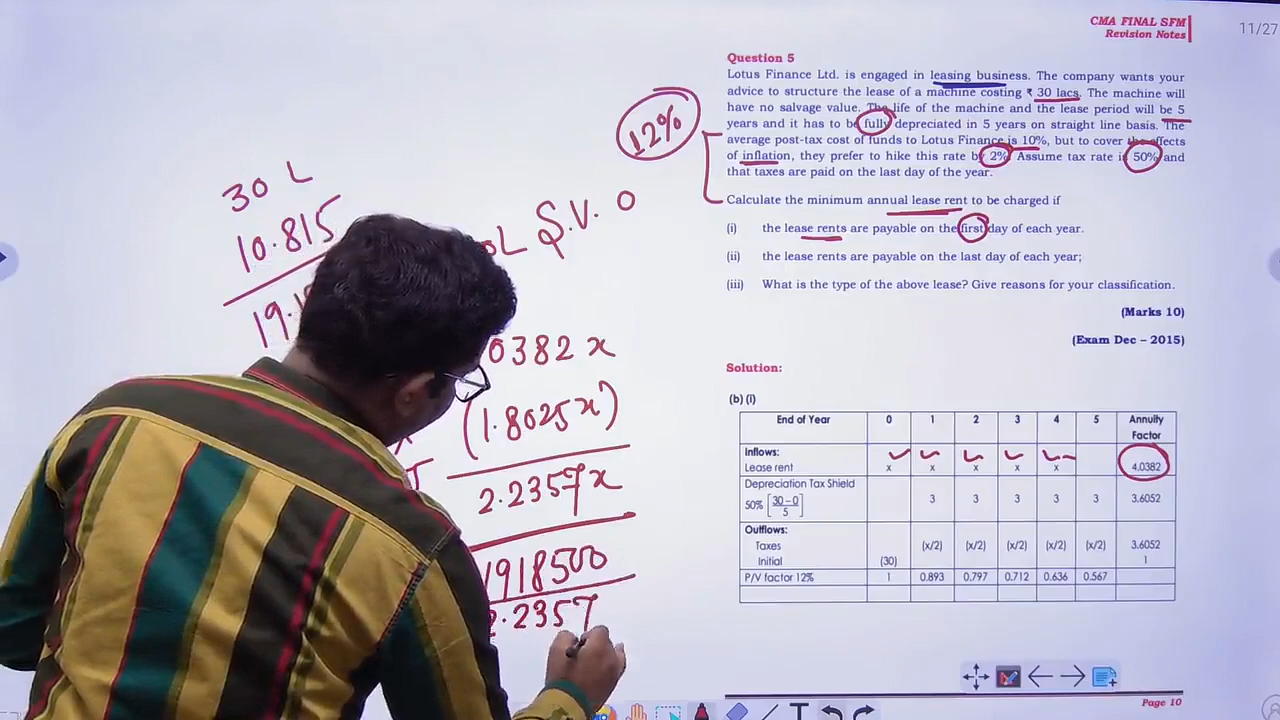 CMA FINAL SFM
Revision Notes
11/27
Question 5
Lotus Finance Ltd. is engaged in leasing business. The company wants your
advice to structure the lease of a machine costing ₹ 30 lacs. The machine will
have no salvage value. The life of the machine and the lease period will be 5
years and it has to be fully depreciated in 5 years on straight line basis. The
average post-tax cost of funds to Lotus Finance is 10%, but to cover the effects
of inflation, they prefer to hike this rate by 2%. Assume tax rate is 50% and
that taxes are paid on the last day of the year.
Calculate the minimum annual lease rent to be charged if
(i) the lease rents are payable on the first day of each year.
(ii) the lease rents are payable on the last day of each year;
(iii) What is the type of the above lease? Give reasons for your classification.
(Marks 10)
(Exam Dec – 2015)
Solution:
(b) (i)
End of Year 0 1 2 3 4 5 Annuity Factor
Inflows:
Lease rent x x x x x 4.0382
Depreciation Tax Shield
50% [30–0/5] 3 3 3 3 3 3.6052
Outflows:
Taxes (x/2) (x/2) (x/2) (x/2) (x/2) 3.6052
Initial (30) 1
P/V factor 12% 1 0.893 0.797 0.712 0.636 0.567
Page 10
12%
30 L
10.815
19.1
L S.V. 0
0382 x
(1.8025x)
2.2357x
1918500
2.2357
T